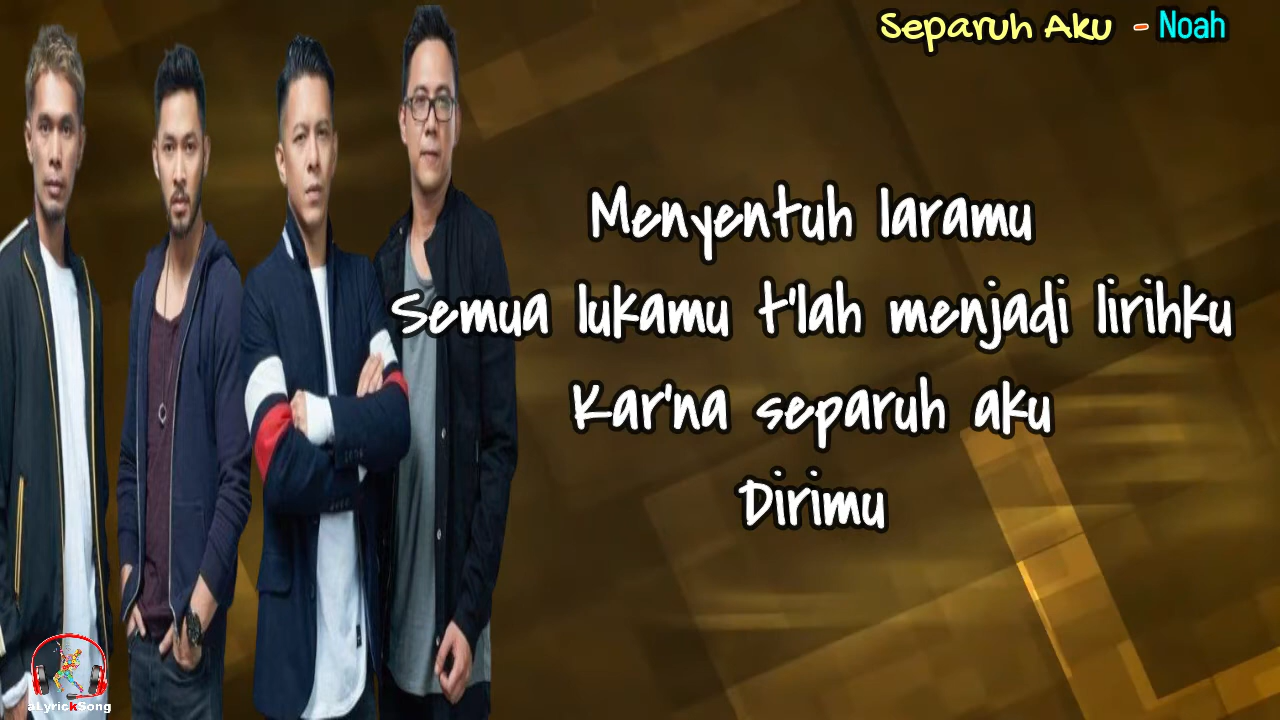 Separuh Aku - Noah
Menyentuh laramu
Semua lukamu t'lah menjadi lirihku
Kar'na separuh aku
Dirimu
aLyrickSong